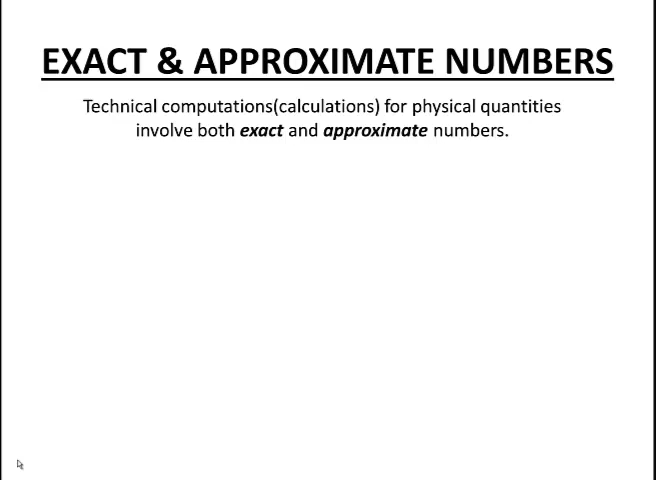 EXACT & APPROXIMATE NUMBERS
Technical computations(calculations) for physical quantities
involve both exact and approximate numbers.